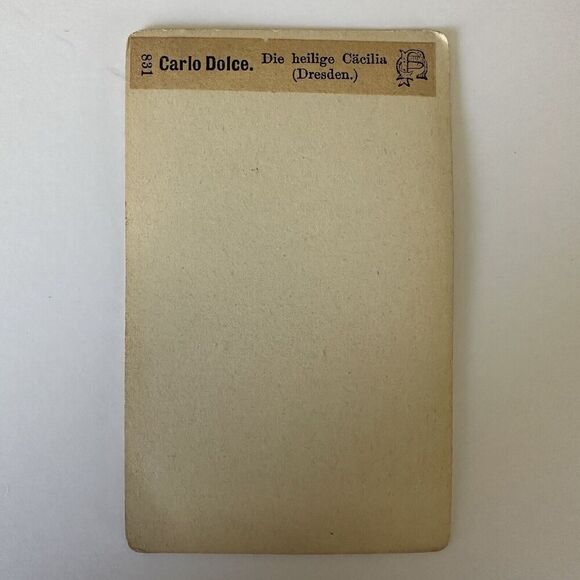 831 Carlo Dolce. Die heilige Cäcilia
(Dresden.)